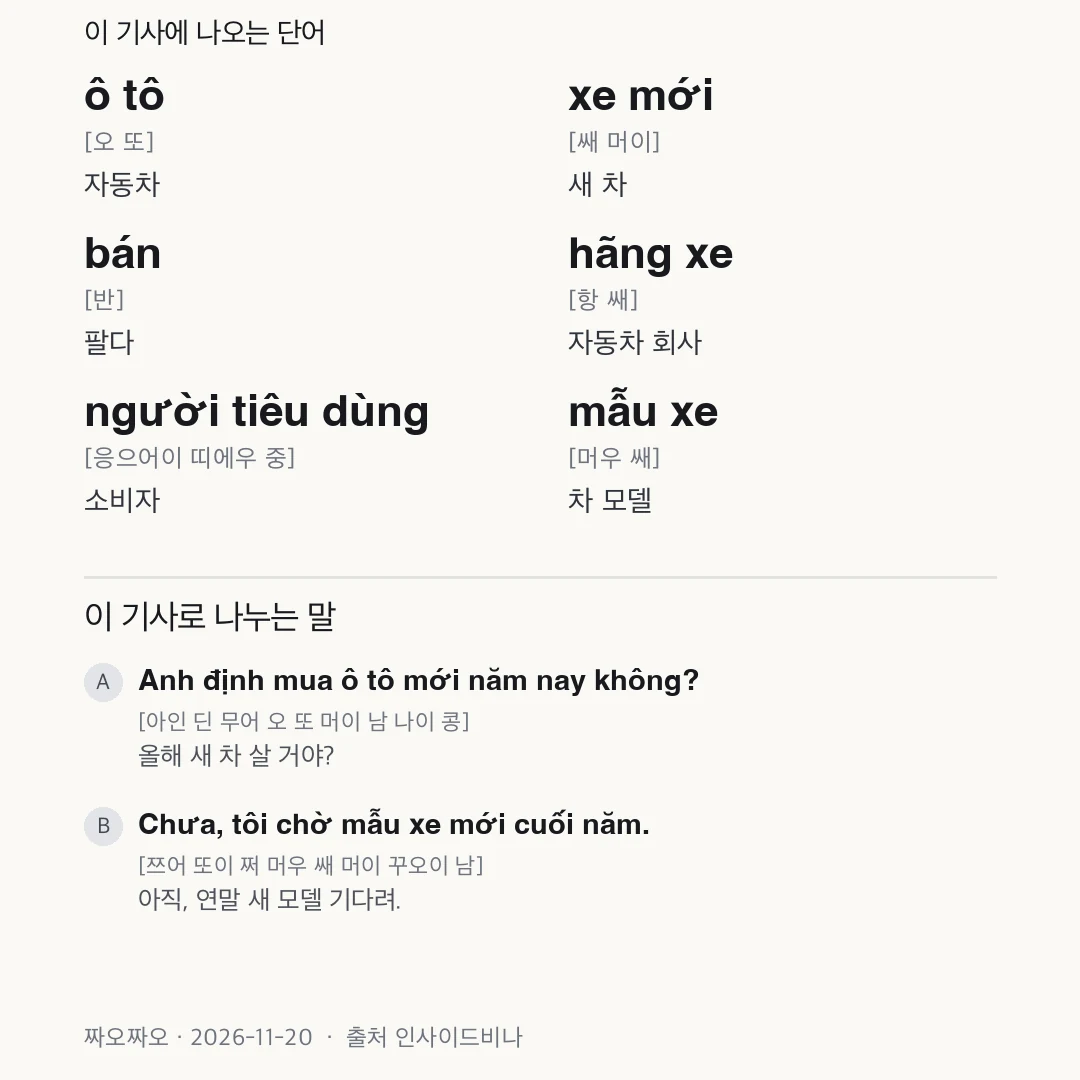 이 기사에 나오는 단어
ô tô
[오 또]
자동차
xe mới
[쌔 머이]
새 차
bán
[반]
팔다
hãng xe
[항 쌔]
자동차 회사
người tiêu dùng
[응으어이 띠에우 중]
소비자
mẫu xe
[머우 쌔]
차 모델
이 기사로 나누는 말
A
Anh định mua ô tô mới năm nay không?
[아인 딘 무어 오 또 머이 남 나이 콩]
올해 새 차 살 거야?
B
Chưa, tôi chờ mẫu xe mới cuối năm.
[쯔어 또이 쩌 머우 쌔 머이 꾸오이 남]
아직, 연말 새 모델 기다려.
짜오짜오 · 2026-11-20 · 출처 인사이드비나